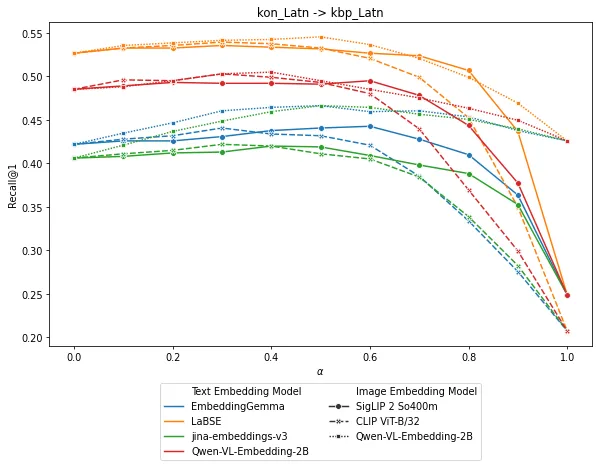 kon_Latn -> kbp_Latn
0.55
0.50
0.45
0.40
0.35
0.30
0.25
0.20
Recall@1
0.0 0.2 0.4 0.6 0.8 1.0
α
Text Embedding Model Image Embedding Model
EmbeddingGemma SigLIP 2 So400m
LaBSE CLIP ViT-B/32
jina-embeddings-v3 Qwen-VL-Embedding-2B
Qwen-VL-Embedding-2B